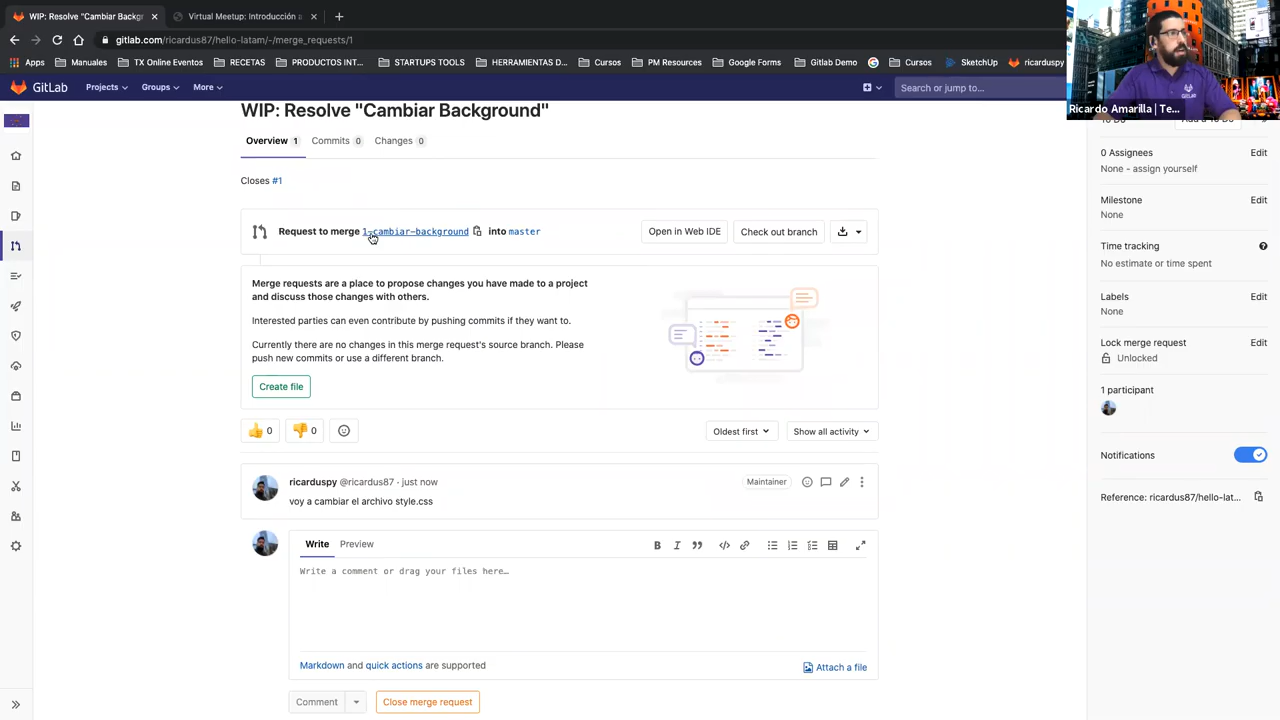 WIP: Resolve "Cambiar Backgr
Virtual Meetup: Introducción a
gitlab.com/ricardus87/hello-latam/-/merge_requests/1
Apps
Manuales
TX Online Eventos
RECETAS
PRODUCTOS INT...
STARTUPS TOOLS
HERRAMIENTAS D...
Cursos
PM Resources
Google Forms
Gitlab Demo
Cursos
SketchUp
ricarduspy
GitLab
Projects
Groups
More
Search or jump to...
Ricardo Amarilla | Te...
WIP: Resolve "Cambiar Background"
Overview 1
Commits 0
Changes 0
Closes #1
Request to merge 1-cambiar-background into master
Open in Web IDE
Check out branch
Merge requests are a place to propose changes you have made to a project
and discuss those changes with others.
Interested parties can even contribute by pushing commits if they want to.
Currently there are no changes in this merge request's source branch. Please
push new commits or use a different branch.
Create file
0
0
Oldest first
Show all activity
ricarduspy @ricardus87 · just now
Maintainer
voy a cambiar el archivo style.css
Write
Preview
Write a comment or drag your files here…
Markdown and quick actions are supported
Attach a file
Comment
Close merge request
0 Assignees
Edit
None - assign yourself
Milestone
Edit
None
Time tracking
No estimate or time spent
Labels
Edit
None
Lock merge request
Edit
Unlocked
1 participant
Notifications
Reference: ricardus87/hello-lat...